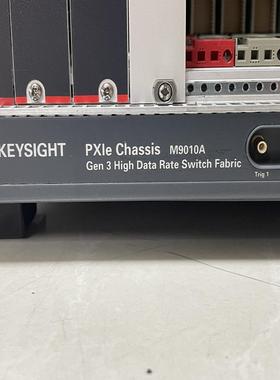 KEYSIGHT PXIe Chassis M9010A
Gen 3 High Data Rate Switch Fabric
Trig 1